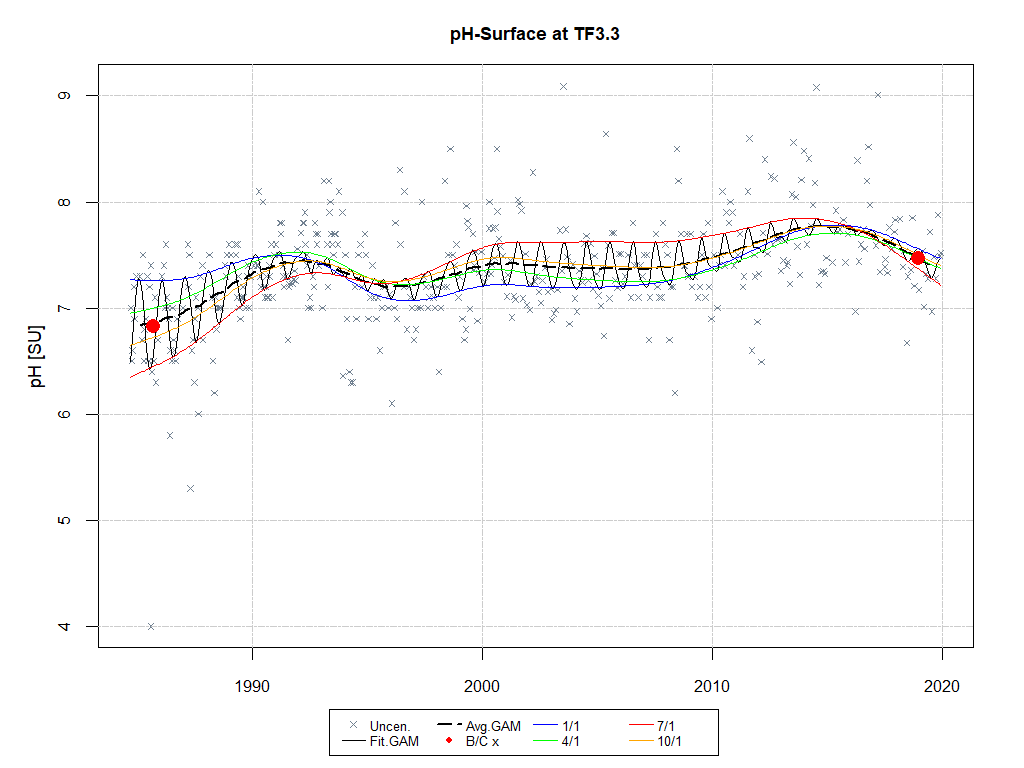 pH-Surface at TF3.3
pH [SU]
9
8
7
6
5
4
1990 2000 2010 2020
Uncen. Avg.GAM 1/1 7/1
Fit.GAM B/C x 4/1 10/1